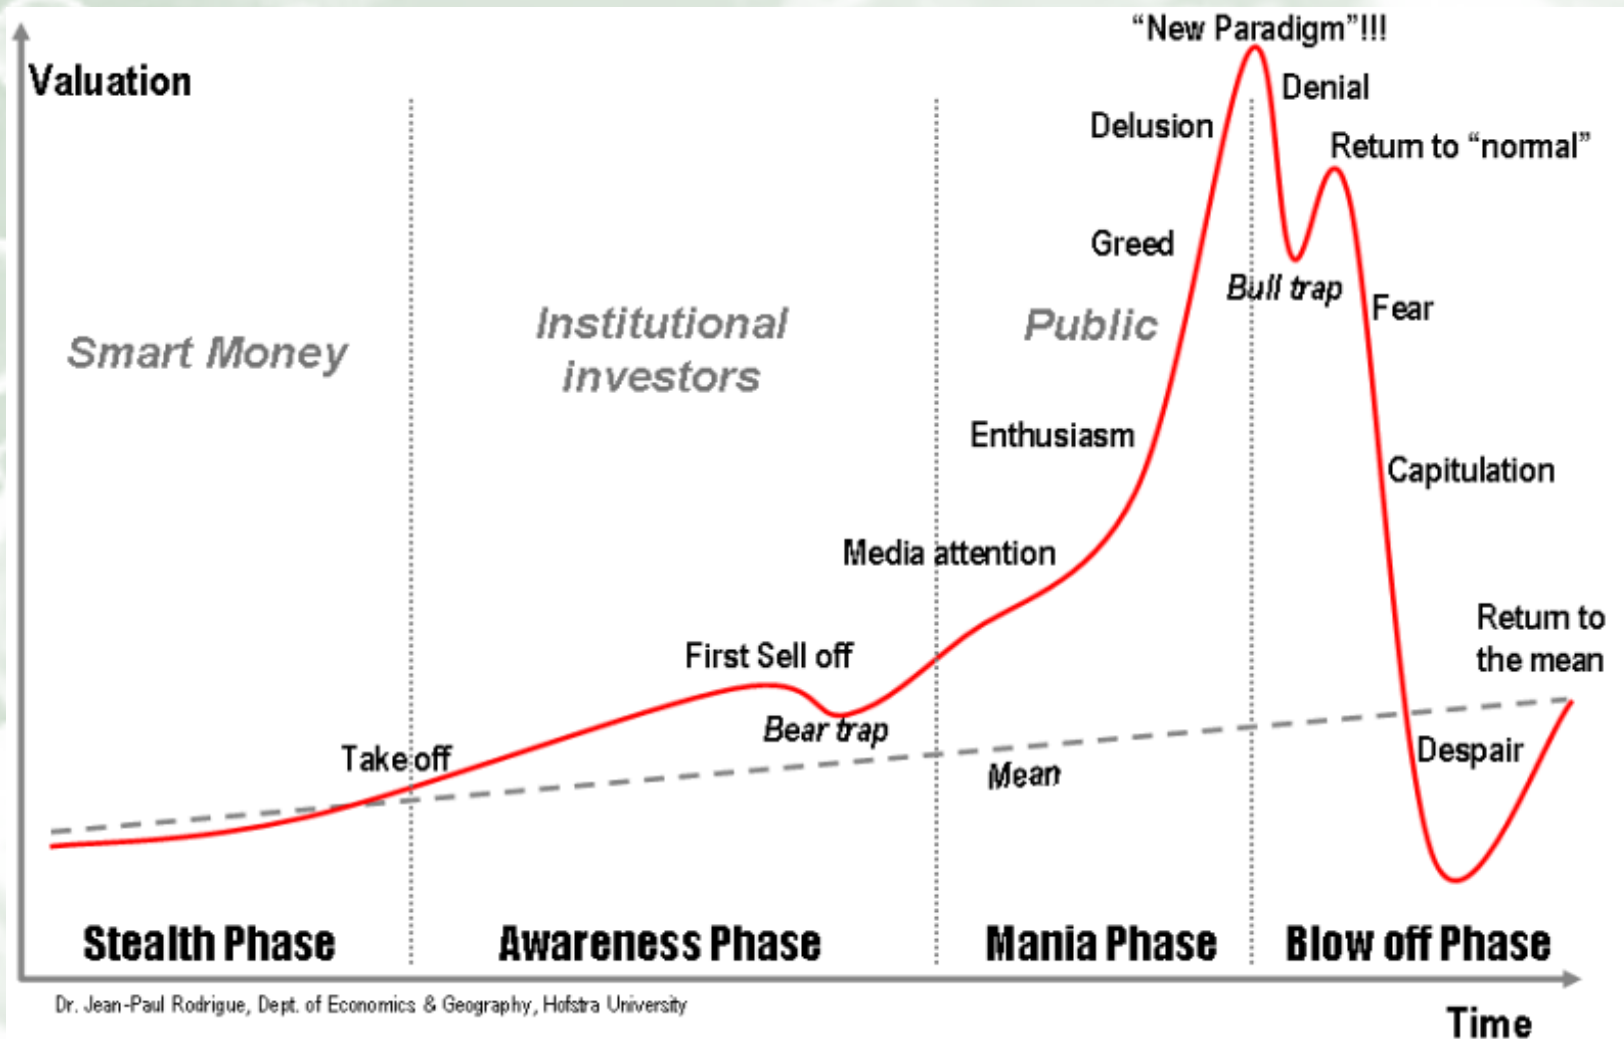 “New Paradigm”!!!
Valuation
Denial
Delusion
Return to “normal”
Greed
Bull trap
Fear
Smart Money
Institutional
investors
Public
Enthusiasm
Capitulation
Media attention
First Sell off
Bear trap
Return to
the mean
Take off
Mean
Despair
Stealth Phase
Awareness Phase
Mania Phase
Blow off Phase
Dr. Jean-Paul Rodrigue, Dept. of Economics & Geography, Hofstra University
Time